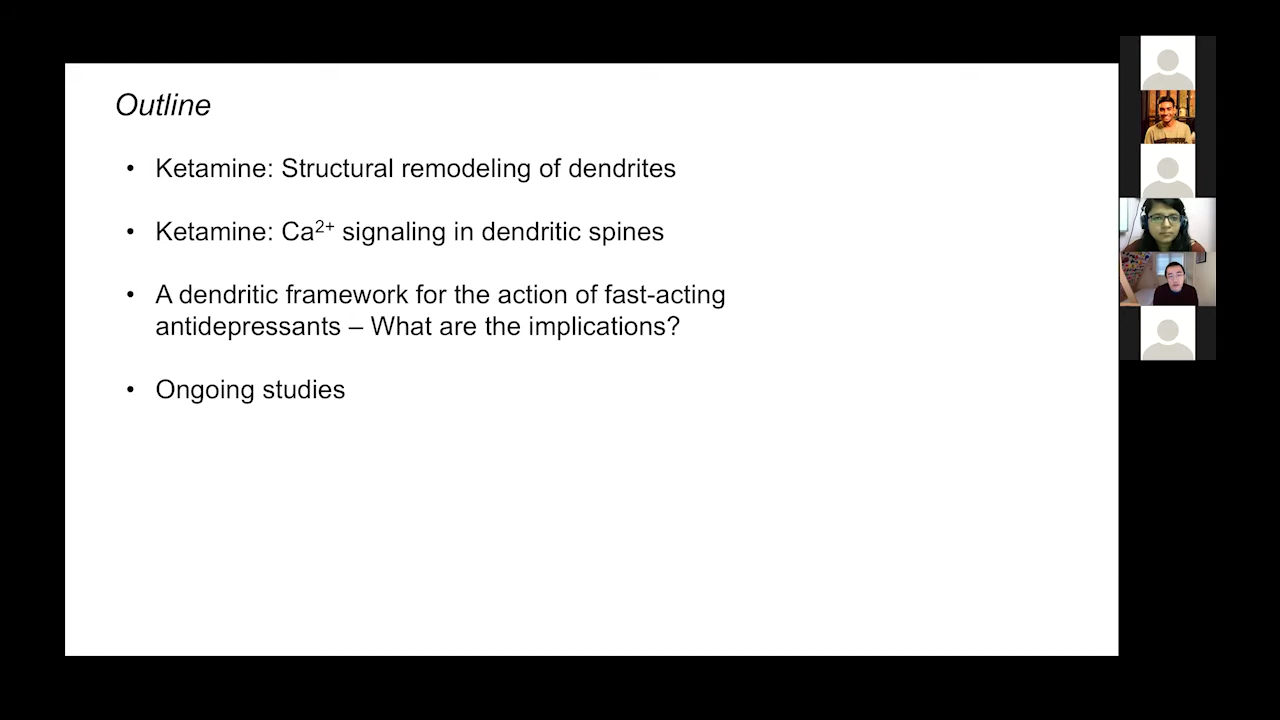 Outline
• Ketamine: Structural remodeling of dendrites
• Ketamine: Ca²⁺ signaling in dendritic spines
• A dendritic framework for the action of fast-acting
antidepressants – What are the implications?
• Ongoing studies